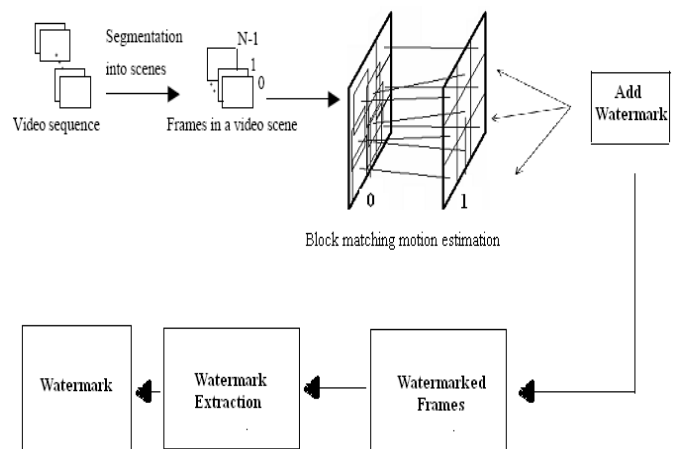 Segmentation
into scenes
N-1
1
0
Video sequence
Frames in a video scene
0
1
Block matching motion estimation
Add
Watermark
Watermark
Watermark
Extraction
Watermarked
Frames